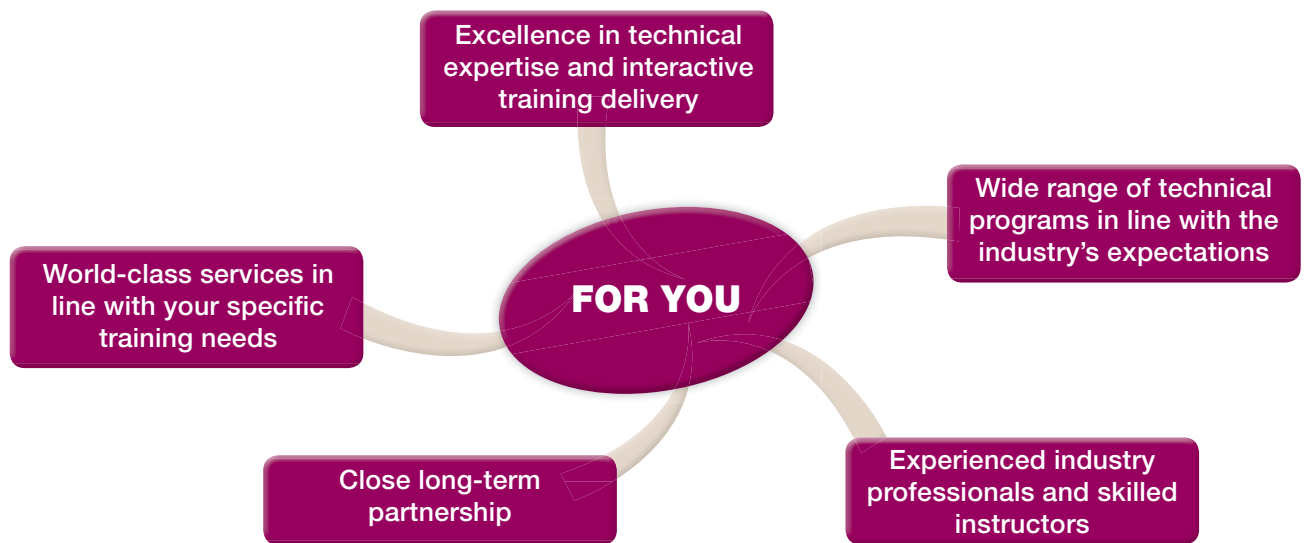 Excellence in technical
expertise and interactive
training delivery
Wide range of technical
programs in line with the
industry’s expectations
World-class services in
line with your specific
training needs
FOR YOU
Close long-term
partnership
Experienced industry
professionals and skilled
instructors